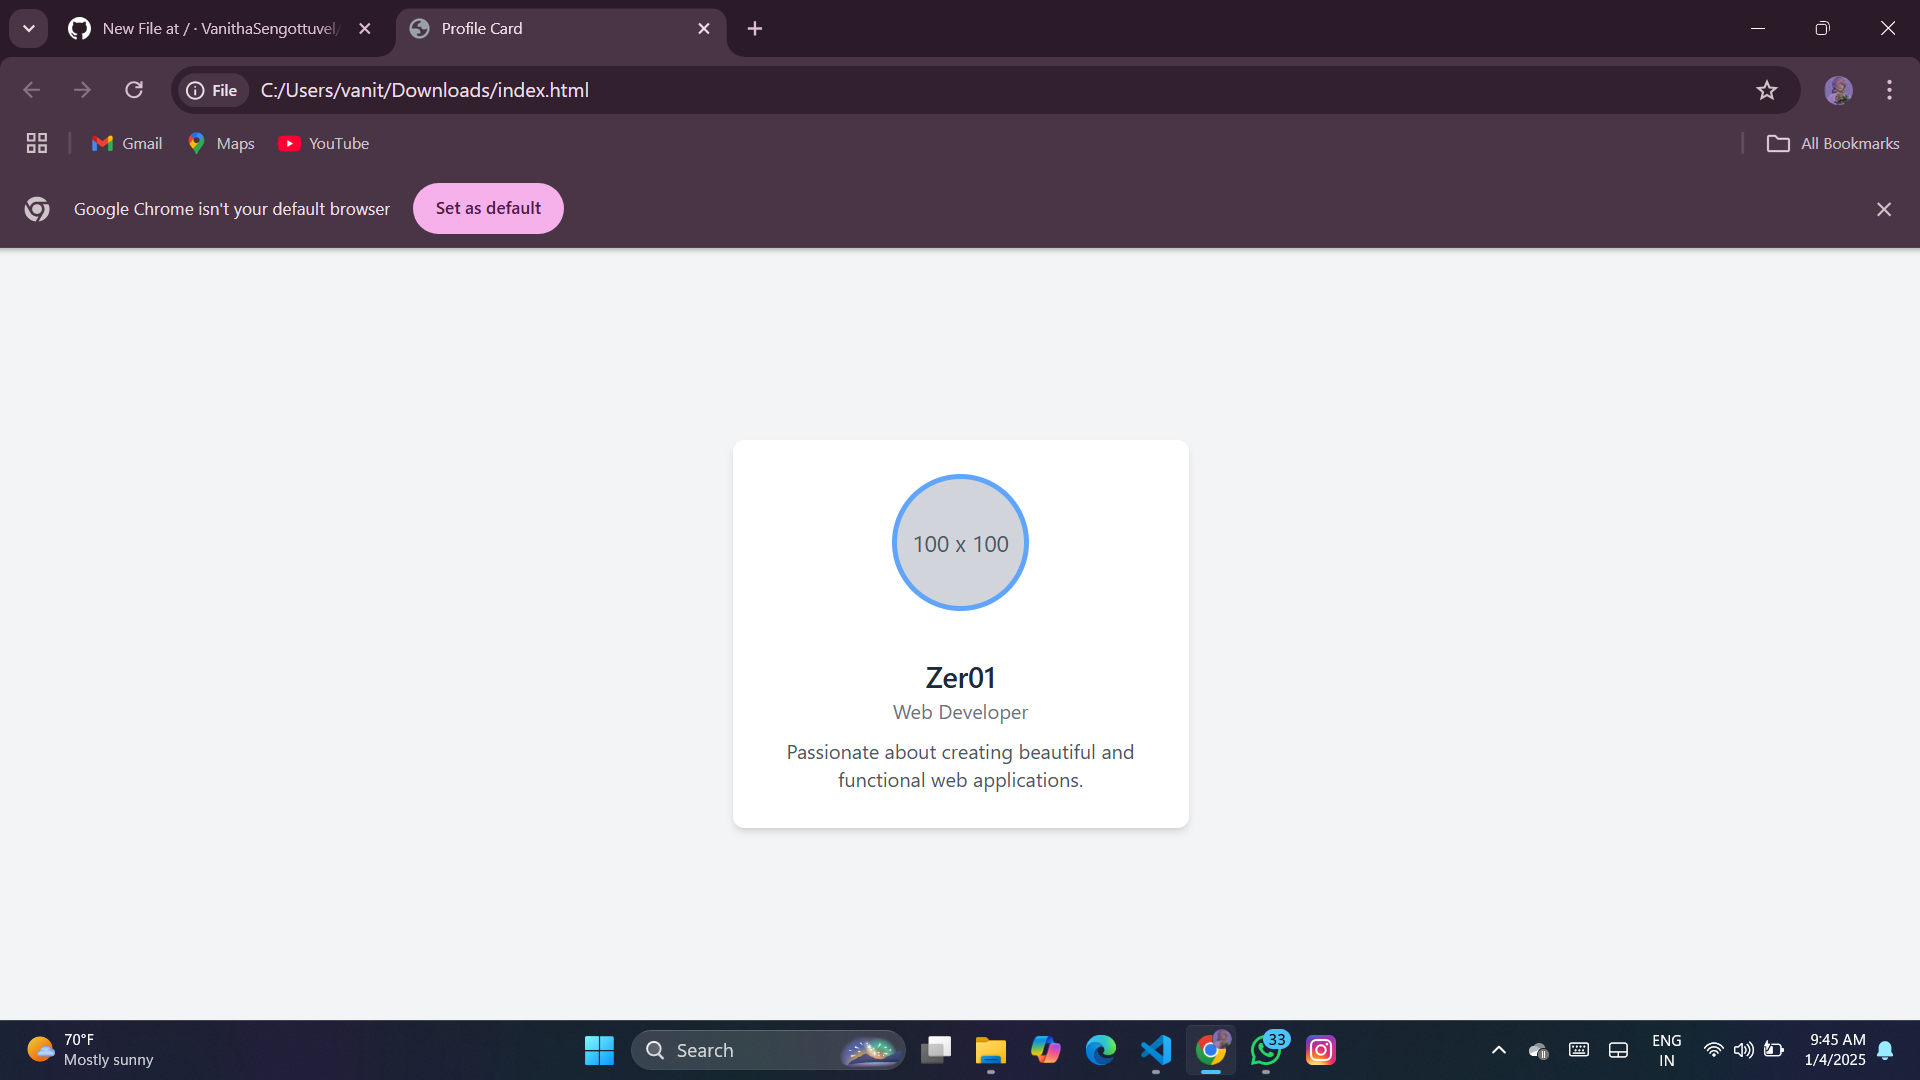 New File at / · VanithaSengottuvel/
Profile Card
File
C:/Users/vanit/Downloads/index.html
Gmail
Maps
YouTube
All Bookmarks
Google Chrome isn't your default browser
Set as default
100 x 100
Zer01
Web Developer
Passionate about creating beautiful and
functional web applications.
70°F
Mostly sunny
Search
33
ENG
IN
9:45 AM
1/4/2025